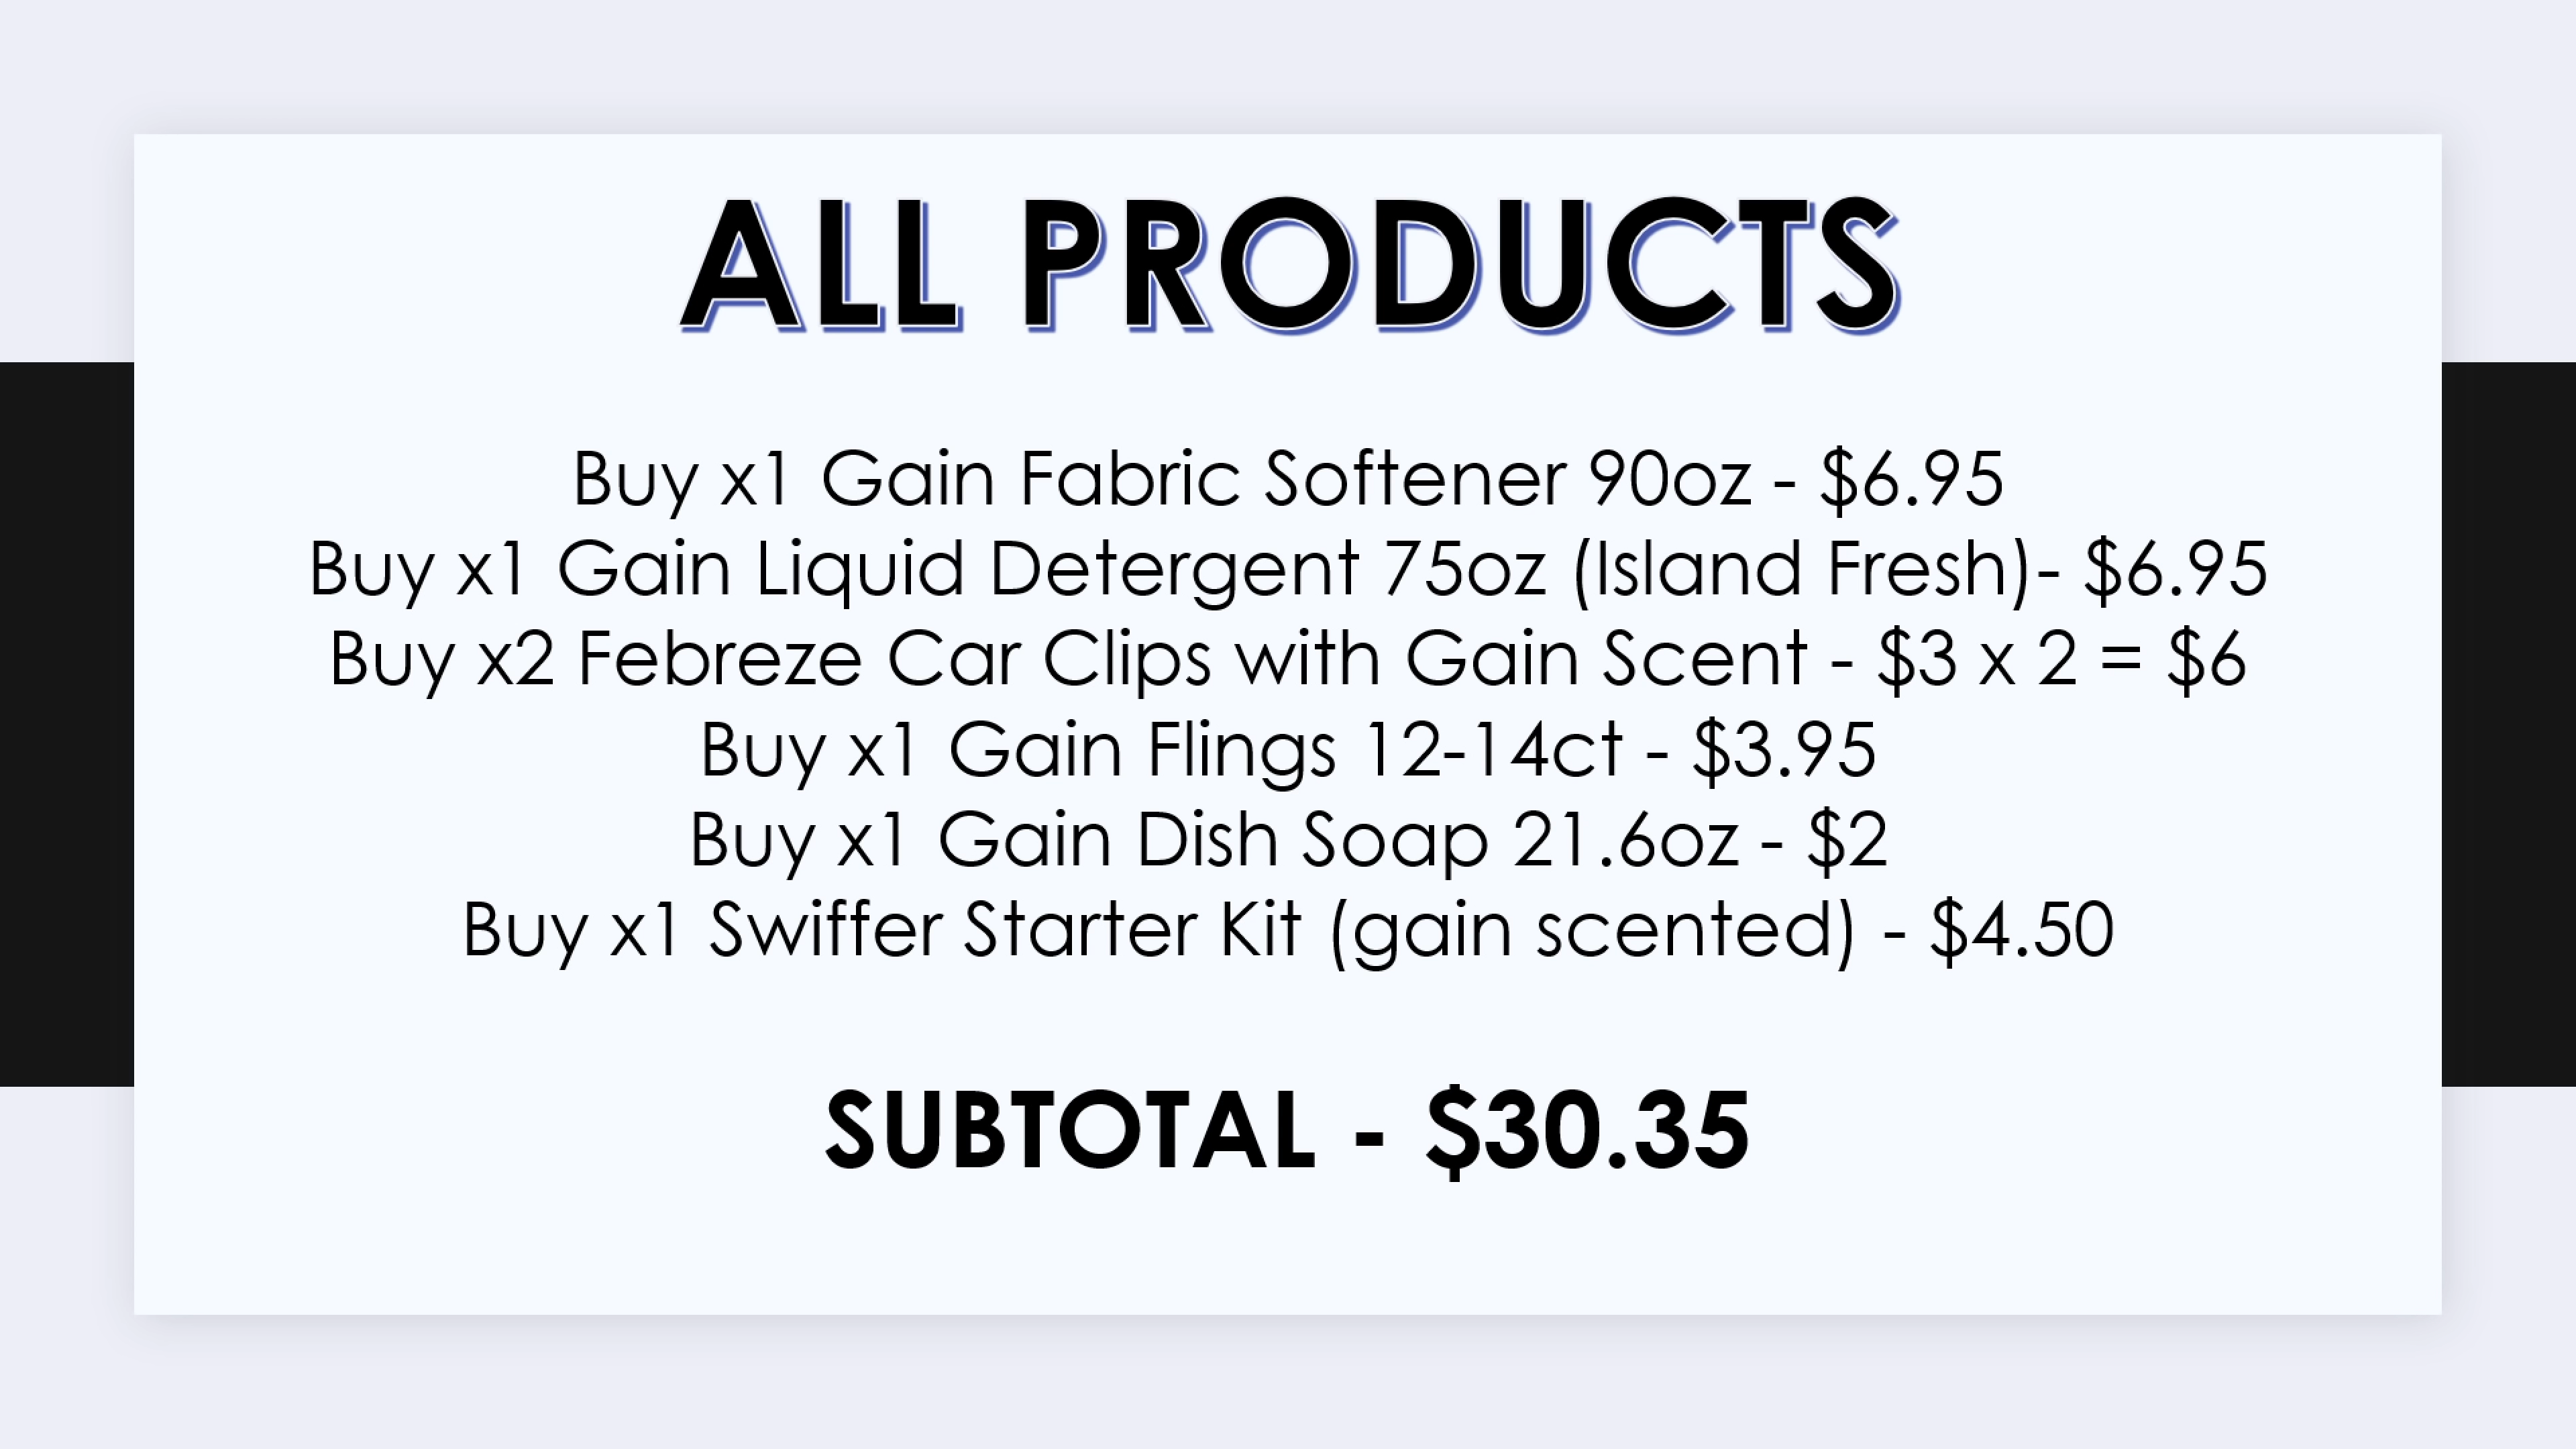 ALL PRODUCTS
Buy x1 Gain Fabric Softener 90oz - $6.95
Buy x1 Gain Liquid Detergent 75oz (Island Fresh)- $6.95
Buy x2 Febreze Car Clips with Gain Scent - $3 x 2 = $6
Buy x1 Gain Flings 12-14ct - $3.95
Buy x1 Gain Dish Soap 21.6oz - $2
Buy x1 Swiffer Starter Kit (gain scented) - $4.50
SUBTOTAL - $30.35